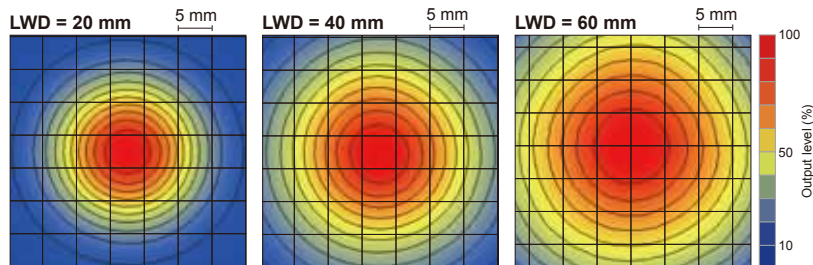 LWD = 20 mm
5 mm
LWD = 40 mm
5 mm
LWD = 60 mm
5 mm
100
50
10
Output level (%)